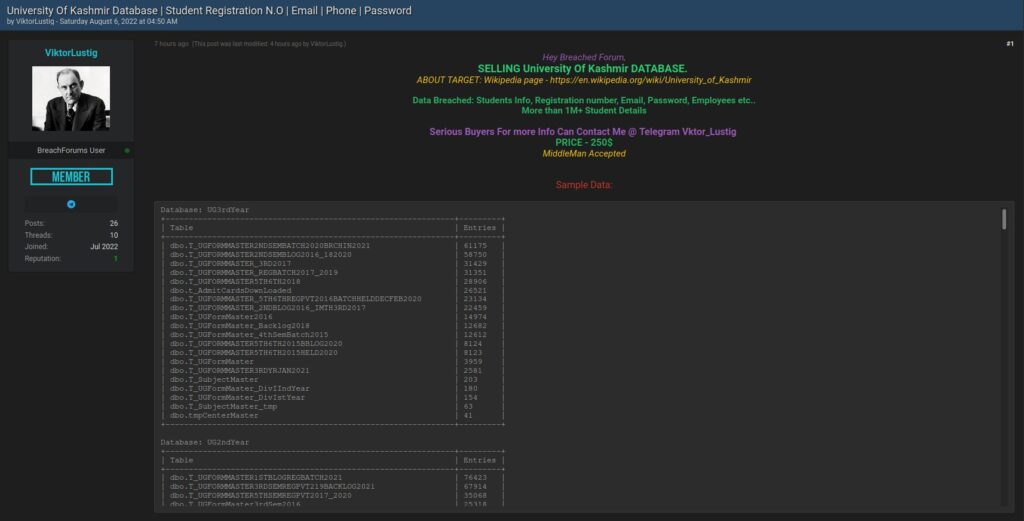 University Of Kashmir Database | Student Registration N.O | Email | Phone | Password
by ViktorLustig - Saturday August 6, 2022 at 04:50 AM
ViktorLustig
BreachForums User
MEMBER
Posts: 26
Threads: 10
Joined: Jul 2022
Reputation: 1
7 hours ago (This post was last modified: 4 hours ago by ViktorLustig.)
#1
Hey Breached Forum,
SELLING University Of Kashmir DATABASE.
ABOUT TARGET: Wikipedia page - https://en.wikipedia.org/wiki/University_of_Kashmir
Data Breached: Students Info, Registration number, Email, Password, Employees etc..
More than 1M+ Student Details
Serious Buyers For more Info Can Contact Me @ Telegram Vktor_Lustig
PRICE - 250$
MiddleMan Accepted
Sample Data:
Database: UG3rdYear
| Table | Entries |
| dbo.T_UGFORMMASTER2NDSEMBATCH2020BRCHIN2021 | 61175 |
| dbo.T_UGFORMMASTER2NDSEMBLOG2016_182020 | 58750 |
| dbo.T_UGFORMMASTER_3RD2017 | 31429 |
| dbo.T_UGFORMMASTER_REGBATCH2017_2019 | 31351 |
| dbo.T_UGFORMMASTER5TH6TH2018 | 28906 |
| dbo.t_AdmitCardsDownLoaded | 26521 |
| dbo.T_UGFORMMASTER_5TH6THREGPVT2016BATCHHELDDECFEB2020 | 23134 |
| dbo.T_UGFORMMASTER_2NDBLOG2016_IMTH3RD2017 | 22459 |
| dbo.T_UGFormMaster2016 | 14974 |
| dbo.T_UGFormMaster_Backlog2018 | 12682 |
| dbo.T_UGFormMaster_4thSemBatch2015 | 12612 |
| dbo.T_UGFORMMASTER5TH6TH2015BBLOG2020 | 8124 |
| dbo.T_UGFORMMASTER5TH6TH2015HELD2020 | 8123 |
| dbo.T_UGFormMaster | 3959 |
| dbo.T_UGFORMMASTER3RDYRJAN2021 | 2581 |
| dbo.T_SubjectMaster | 203 |
| dbo.T_UGFormMaster_DivIIndYear | 180 |
| dbo.T_UGFormMaster_DivIstYear | 154 |
| dbo.T_SubjectMaster_tmp | 63 |
| dbo.tmpCenterMaster | 41 |
Database: UG2ndYear
| Table | Entries |
| dbo.T_UGFORMMASTER1STBLOGREGBATCH2021 | 76423 |
| dbo.T_UGFORMMASTER3RDSEMREGPVT219BACKLOG2021 | 67914 |
| dbo.T_UGFORMMASTER5THSEMREGPVT2017_2020 | 35068 |
| dbo.T_UGFormMaster3rdSem2016 | 25318 |